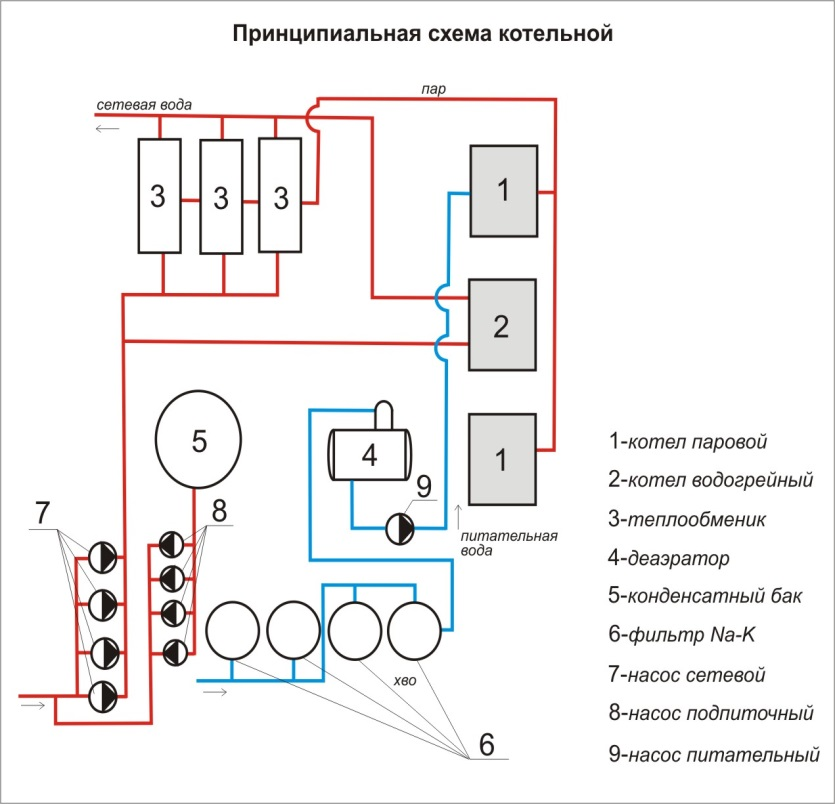 Принципиальная схема котельной
пар
сетевая вода
3
3
3
1
2
1
5
4
9
7
8
питательная
вода
хво
6
1-котел паровой
2-котел водогрейный
3-теплообменик
4-деаэратор
5-конденсатный бак
6-фильтр Na-K
7-насос сетевой
8-насос подпиточный
9-насос питательный